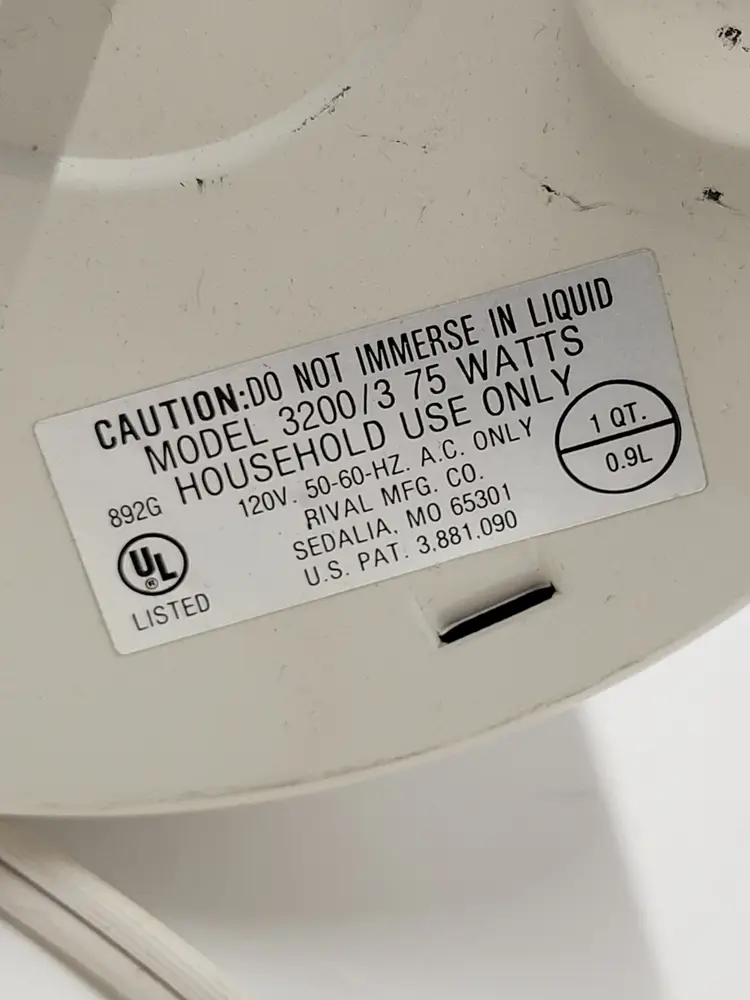 CAUTION:DO NOT IMMERSE IN LIQUID
MODEL 3200/3 75 WATTS
HOUSEHOLD USE ONLY
120V. 50-60-HZ. A.C. ONLY
RIVAL MFG. CO.
SEDALIA, MO 65301
U.S. PAT. 3.881.090
1 QT.
0.9L
892G
UL
®
LISTED